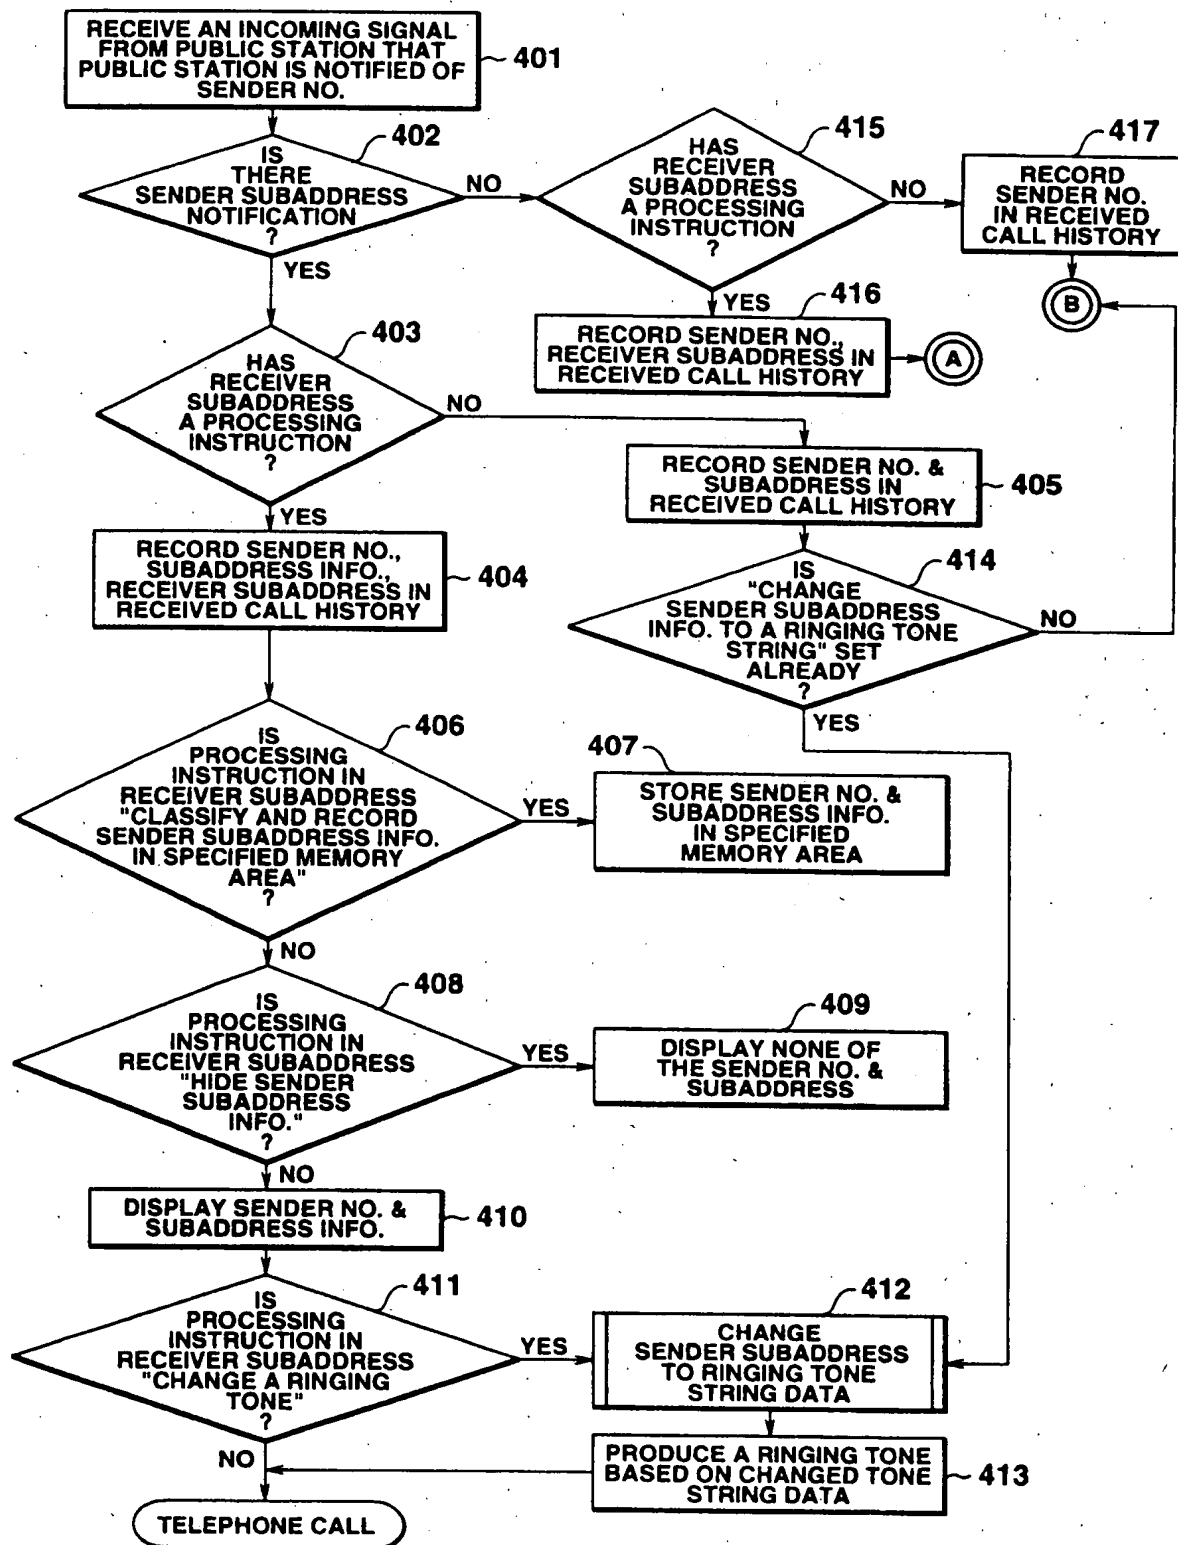 RECEIVE AN INCOMING SIGNAL
FROM PUBLIC STATION THAT
PUBLIC STATION IS NOTIFIED OF
SENDER NO.
401
402
IS
THERE
SENDER SUBADDRESS
NOTIFICATION
?
NO
YES
415
HAS
RECEIVER
SUBADDRESS
A PROCESSING
INSTRUCTION
?
NO
YES
417
RECORD
SENDER NO.
IN RECEIVED
CALL HISTORY
B
416
RECORD SENDER NO.,
RECEIVER SUBADDRESS IN
RECEIVED CALL HISTORY
A
403
HAS
RECEIVER
SUBADDRESS
A PROCESSING
INSTRUCTION
?
NO
YES
RECORD SENDER NO. &
SUBADDRESS IN
RECEIVED CALL HISTORY
405
RECORD SENDER NO.,
SUBADDRESS INFO.,
RECEIVER SUBADDRESS IN
RECEIVED CALL HISTORY
404
414
IS
"CHANGE
SENDER SUBADDRESS
INFO. TO A RINGING TONE
STRING" SET
ALREADY
?
NO
YES
406
IS
PROCESSING
INSTRUCTION IN
RECEIVER SUBADDRESS
"CLASSIFY AND RECORD
SENDER SUBADDRESS INFO.
IN SPECIFIED MEMORY
AREA"
?
YES
NO
407
STORE SENDER NO. &
SUBADDRESS INFO.
IN SPECIFIED
MEMORY AREA
408
IS
PROCESSING
INSTRUCTION IN
RECEIVER SUBADDRESS
"HIDE SENDER
SUBADDRESS
INFO."
?
YES
NO
409
DISPLAY NONE OF
THE SENDER NO. &
SUBADDRESS
DISPLAY SENDER NO. &
SUBADDRESS INFO.
410
411
IS
PROCESSING
INSTRUCTION IN
RECEIVER SUBADDRESS
"CHANGE A RINGING
TONE"
?
YES
NO
412
CHANGE
SENDER SUBADDRESS
TO RINGING TONE
STRING DATA
PRODUCE A RINGING TONE
BASED ON CHANGED TONE
STRING DATA
413
TELEPHONE CALL